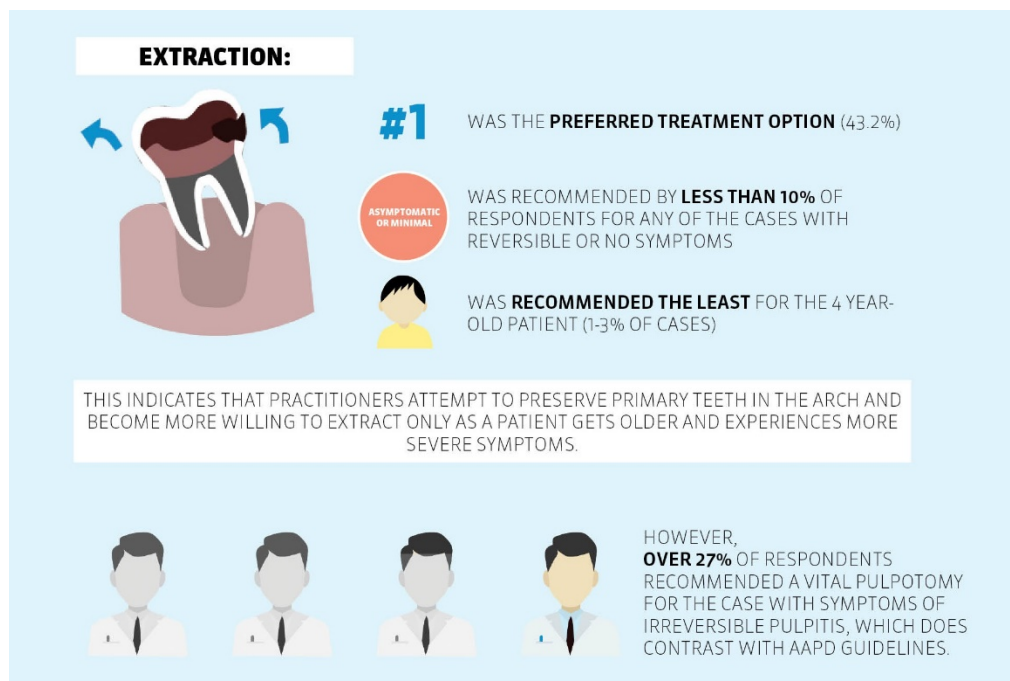 EXTRACTION:
#1
WAS THE PREFERRED TREATMENT OPTION (43.2%)
ASYMPTOMATIC
OR MINIMAL
WAS RECOMMENDED BY LESS THAN 10% OF
RESPONDENTS FOR ANY OF THE CASES WITH
REVERSIBLE OR NO SYMPTOMS
WAS RECOMMENDED THE LEAST FOR THE 4 YEAR-
OLD PATIENT (1-3% OF CASES)
THIS INDICATES THAT PRACTITIONERS ATTEMPT TO PRESERVE PRIMARY TEETH IN THE ARCH AND
BECOME MORE WILLING TO EXTRACT ONLY AS A PATIENT GETS OLDER AND EXPERIENCES MORE
SEVERE SYMPTOMS.
HOWEVER,
OVER 27% OF RESPONDENTS
RECOMMENDED A VITAL PULPOTOMY
FOR THE CASE WITH SYMPTOMS OF
IRREVERSIBLE PULPITIS, WHICH DOES
CONTRAST WITH AAPD GUIDELINES.